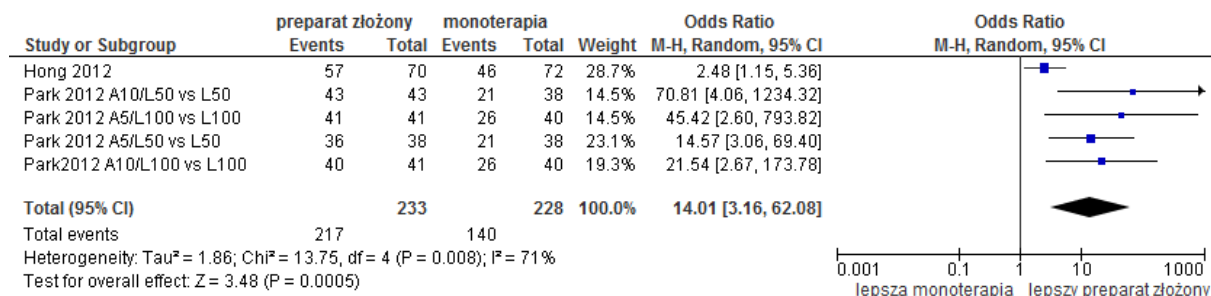 preparat złożony monoterapia Odds Ratio Odds Ratio
Study or Subgroup Events Total Events Total Weight M-H, Random, 95% CI M-H, Random, 95% CI
Hong 2012 57 70 46 72 28.7% 2.48 [1.15, 5.36]
Park 2012 A10/L50 vs L50 43 43 21 38 14.5% 70.81 [4.06, 1234.32]
Park 2012 A5/L100 vs L100 41 41 26 40 14.5% 45.42 [2.60, 793.82]
Park 2012 A5/L50 vs L50 36 38 21 38 23.1% 14.57 [3.06, 69.40]
Park2012 A10/L100 vs L100 40 41 26 40 19.3% 21.54 [2.67, 173.78]
Total (95% CI) 233 228 100.0% 14.01 [3.16, 62.08]
Total events 217 140
Heterogeneity: Tau² = 1.86; Chi² = 13.75, df = 4 (P = 0.008); I² = 71%
Test for overall effect: Z = 3.48 (P = 0.0005)
0.001 0.1 1 10 1000
lepsza monoterapia lepszy preparat złożony